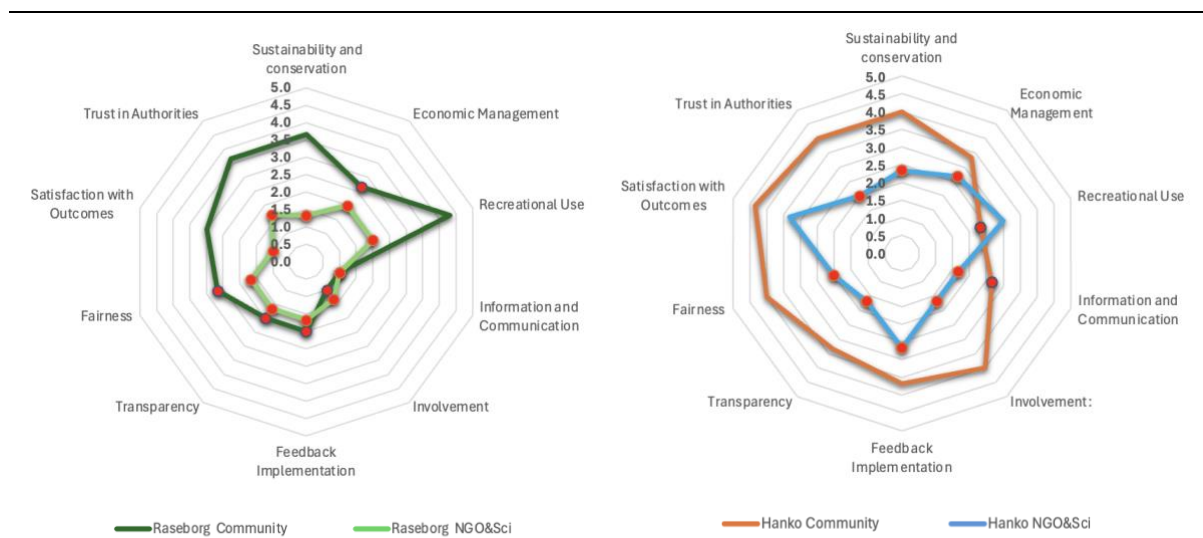 Sustainability and
conservation
5.0
4.5
4.0
3.5
3.0
2.5
2.0
1.5
1.0
0.5
0.0
Economic Management
Recreational Use
Information and
Communication
Involvement
Feedback
Implementation
Transparency
Fairness
Satisfaction with
Outcomes
Trust in Authorities
Raseborg Community
Raseborg NGO&Sci
Sustainability and
conservation
5.0
4.5
4.0
3.5
3.0
2.5
2.0
1.5
1.0
0.5
0.0
Economic
Management
Recreational Use
Information and
Communication
Involvement:
Feedback
Implementation
Transparency
Fairness
Satisfaction with
Outcomes
Trust in Authorities
Hanko Community
Hanko NGO&Sci